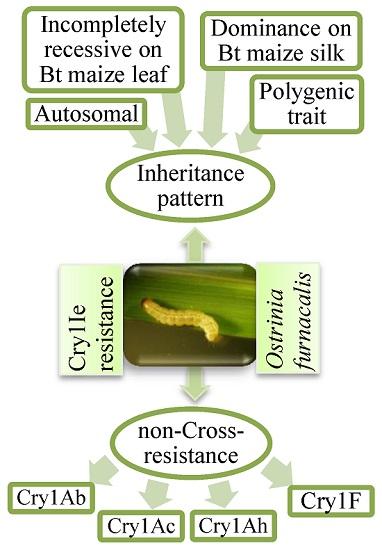 Incompletely
recessive on
Bt maize leaf
Dominance on
Bt maize silk
Autosomal
Polygenic
trait
Inheritance
pattern
Cry1Ie
resistance
Ostrinia
furnacalis
non-Cross-
resistance
Cry1Ab
Cry1Ac
Cry1Ah
Cry1F